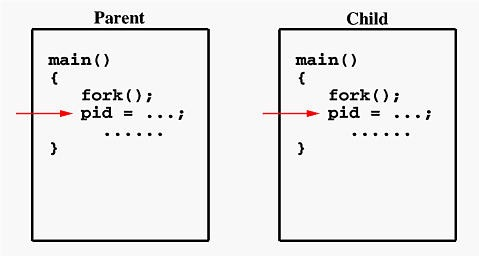 Parent
main()
{
fork();
pid = ...;
......
}
Child
main()
{
fork();
pid = ...;
......
}